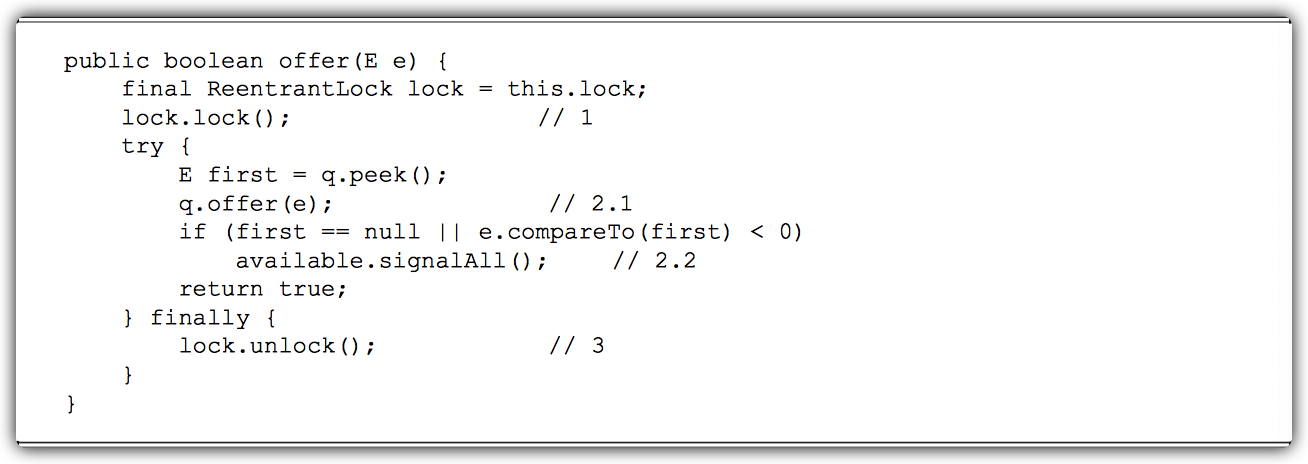 public boolean offer(E e) {
    final ReentrantLock lock = this.lock;
    lock.lock();                 // 1
    try {
        E first = q.peek();
        q.offer(e);               // 2.1
        if (first == null || e.compareTo(first) < 0)
            available.signalAll();    // 2.2
        return true;
    } finally {
        lock.unlock();            // 3
    }
}